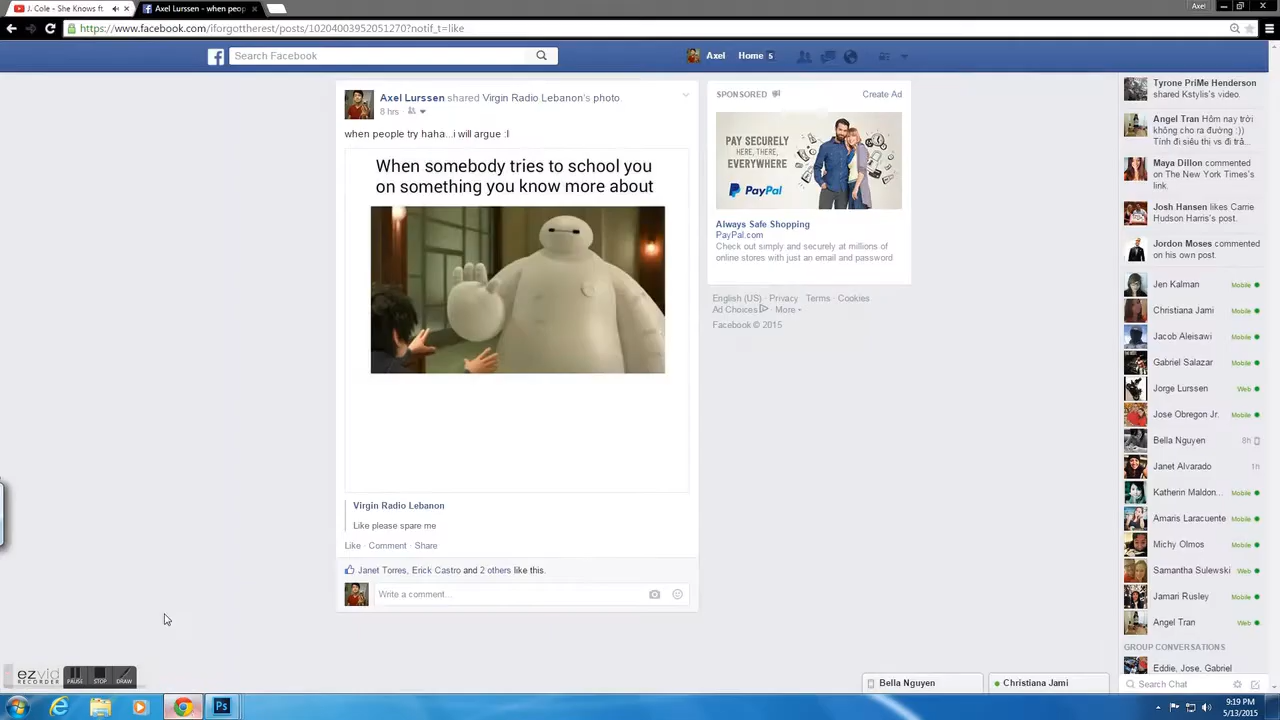 J. Cole - She Knows ft.
Axel Lurssen - when peop
Axel
https://www.facebook.com/iforgottherest/posts/10204003952051270?notif_t=like
Search Facebook
Axel
Home 5
Axel Lurssen shared Virgin Radio Lebanon's photo.
8 hrs
when people try haha...i will argue :l
When somebody tries to school you
on something you know more about
Virgin Radio Lebanon
Like please spare me
Like · Comment · Share
Janet Torres, Erick Castro and 2 others like this.
Write a comment...
SPONSORED
Create Ad
PAY SECURELY
HERE, THERE,
EVERYWHERE
PayPal
Always Safe Shopping
PayPal.com
Check out simply and securely at millions of
online stores with just an email and password
English (US) · Privacy · Terms · Cookies
Ad Choices · More
Facebook © 2015
Tyrone PriMe Henderson
shared Kstylis's video.
Angel Tran Hôm nay trời
không cho ra đường :))
Tính đi siêu thị vs đi trả...
Maya Dillon commented
on The New York Times's
link.
Josh Hansen likes Carrie
Hudson Harris's post.
Jordon Moses commented
on his own post.
Jen Kalman Mobile
Christiana Jami Mobile
Jacob Aleisawi Mobile
Gabriel Salazar Mobile
Jorge Lurssen Web
Jose Obregon Jr. Mobile
Bella Nguyen 8h
Janet Alvarado 1h
Katherin Maldon... Mobile
Amaris Laracuente Mobile
Michy Olmos Mobile
Samantha Sulewski Web
Jamari Rusley Mobile
Angel Tran Web
GROUP CONVERSATIONS
Eddie, Jose, Gabriel
Search Chat
Bella Nguyen
Christiana Jami
ezvid
RECORDER
PAUSE
STOP
DRAW
Ps
9:19 PM
5/13/2015